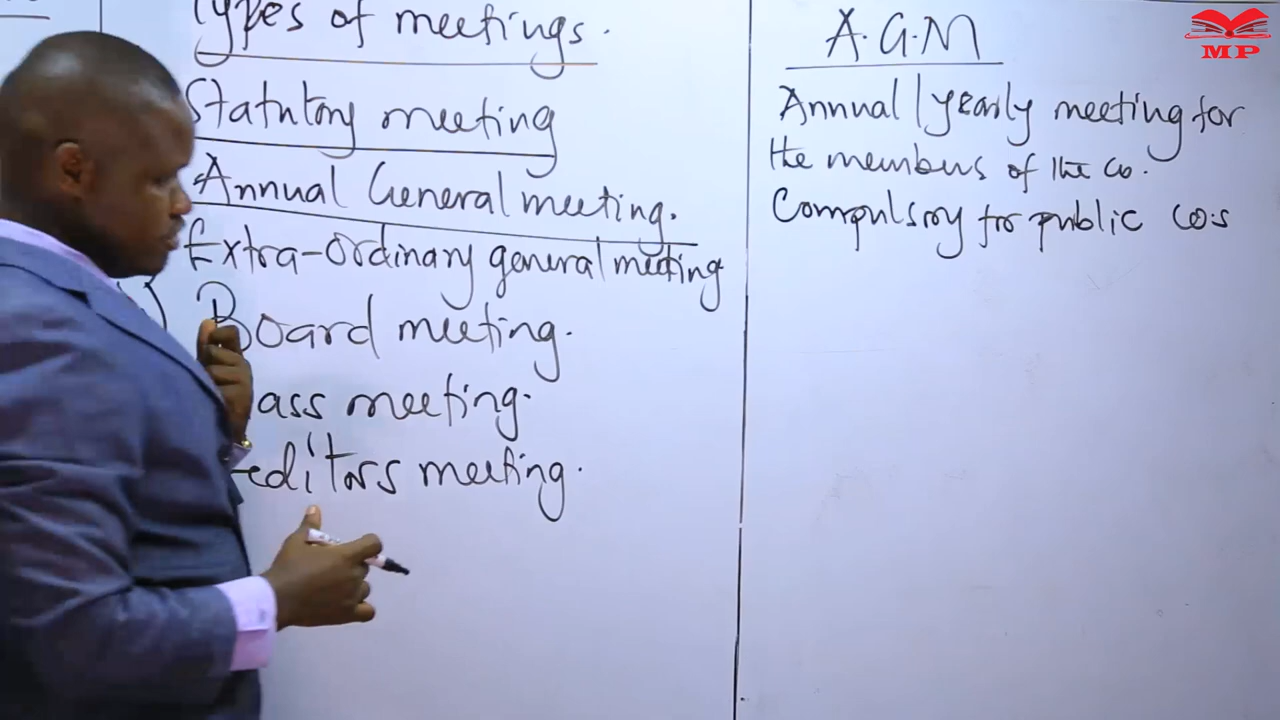 Types of meetings.
Statutory meeting
Annual General meeting.
Extra-ordinary general meeting
Board meeting.
ass meeting.
editors meeting.
A.G.M
Annual / yearly meeting for
the members of the Co.
Compulsory for public Co:s
MP